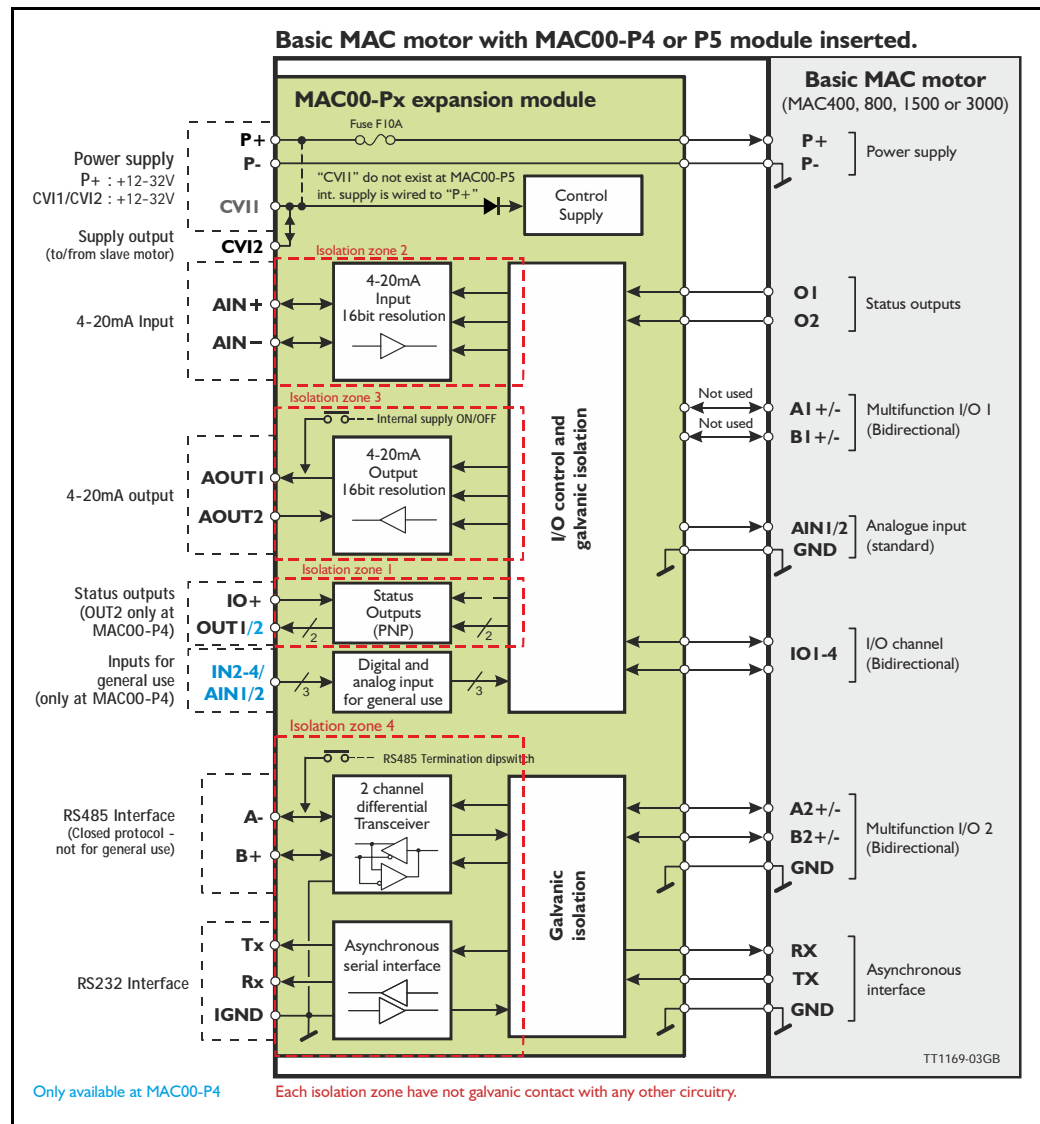 Basic MAC motor with MAC00-P4 or P5 module inserted.
MAC00-Px expansion module
Basic MAC motor
(MAC400, 800, 1500 or 3000)
Fuse F10A
P+
P-
Power supply
P+ : +12-32V
CVI1/CVI2 : +12-32V
CVI1
"CVI1" do not exist at MAC00-P5
int. supply is wired to "P+"
Control
Supply
P+
P-
Power supply
Supply output
(to/from slave motor)
CVI2
Isolation zone 2
4-20mA Input
AIN+
AIN−
4-20mA
Input
16bit resolution
I/O control and
galvanic isolation
O1
O2
Status outputs
Isolation zone 3
Internal supply ON/OFF
4-20mA output
AOUT1
AOUT2
4-20mA
Output
16bit resolution
Not used
Not used
A1+/-
B1+/-
Multifunction I/O 1
(Bidirectional)
AIN1/2
GND
Analogue input
(standard)
Isolation zone 1
Status outputs
(OUT2 only at
MAC00-P4)
IO+
OUT1/2
2
Status
Outputs
(PNP)
2
Inputs for
general use
(only at MAC00-P4)
IN2-4/
AIN1/2
3
Digital and
analog input
for general use
3
IO1-4
I/O channel
(Bidirectional)
Isolation zone 4
RS485 Termination dipswitch
RS485 Interface
(Closed protocol -
not for general use)
A-
B+
2 channel
differential
Transceiver
Galvanic
isolation
A2+/-
B2+/-
GND
Multifunction I/O 2
(Bidirectional)
RS232 Interface
Tx
Rx
IGND
Asynchronous
serial interface
RX
TX
GND
Asynchronous
interface
TT1169-03GB
Only available at MAC00-P4
Each isolation zone have not galvanic contact with any other circuitry.